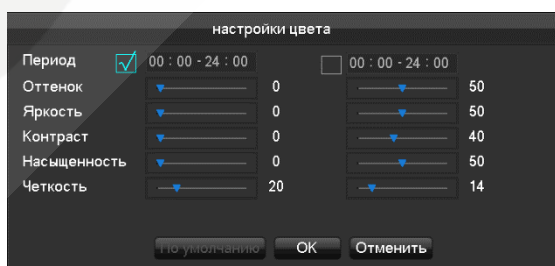 настройки цвета
Период 00 : 00 - 24 : 00 00 : 00 - 24 : 00
Оттенок 0 50
Яркость 0 50
Контраст 0 40
Насыщенность 0 50
Четкость 20 14
По умолчанию OK Отменить